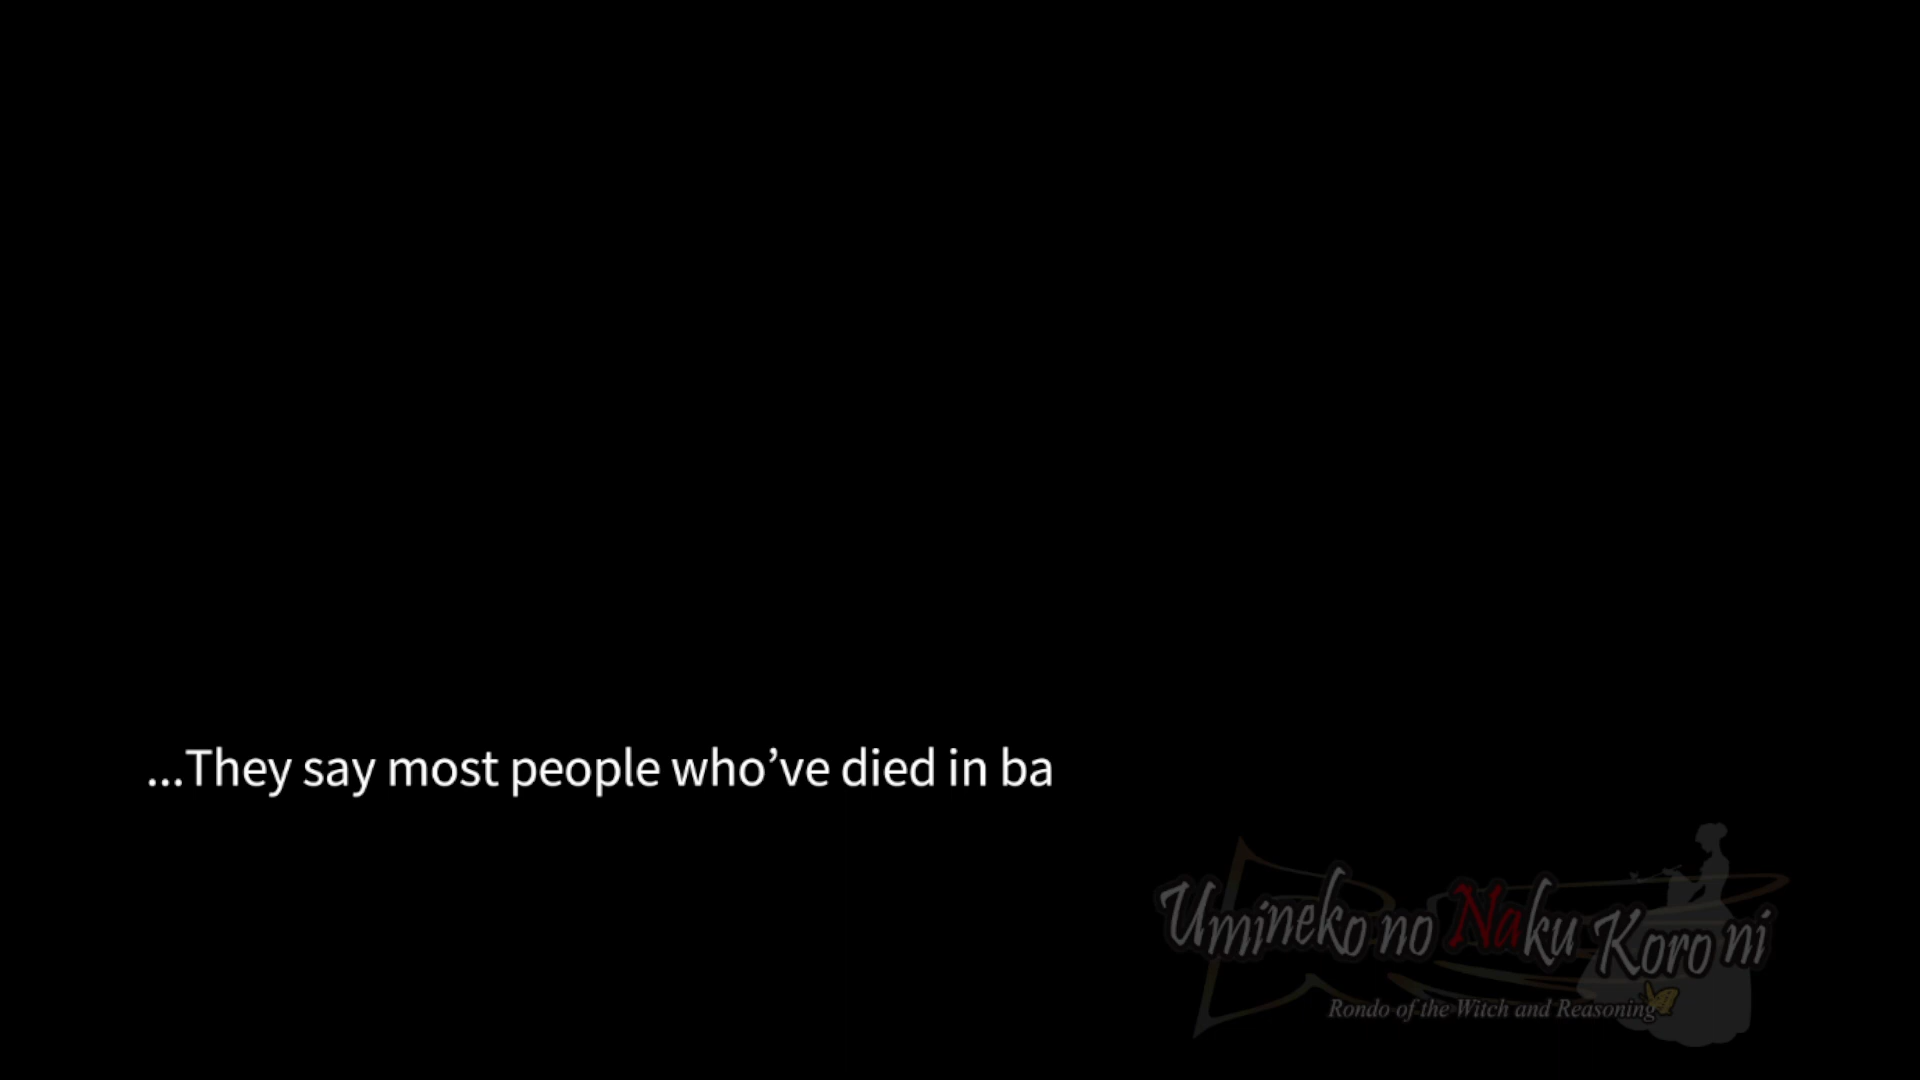 ...They say most people who’ve died in ba
Umineko no Naku Koro ni
Rondo of the Witch and Reasoning